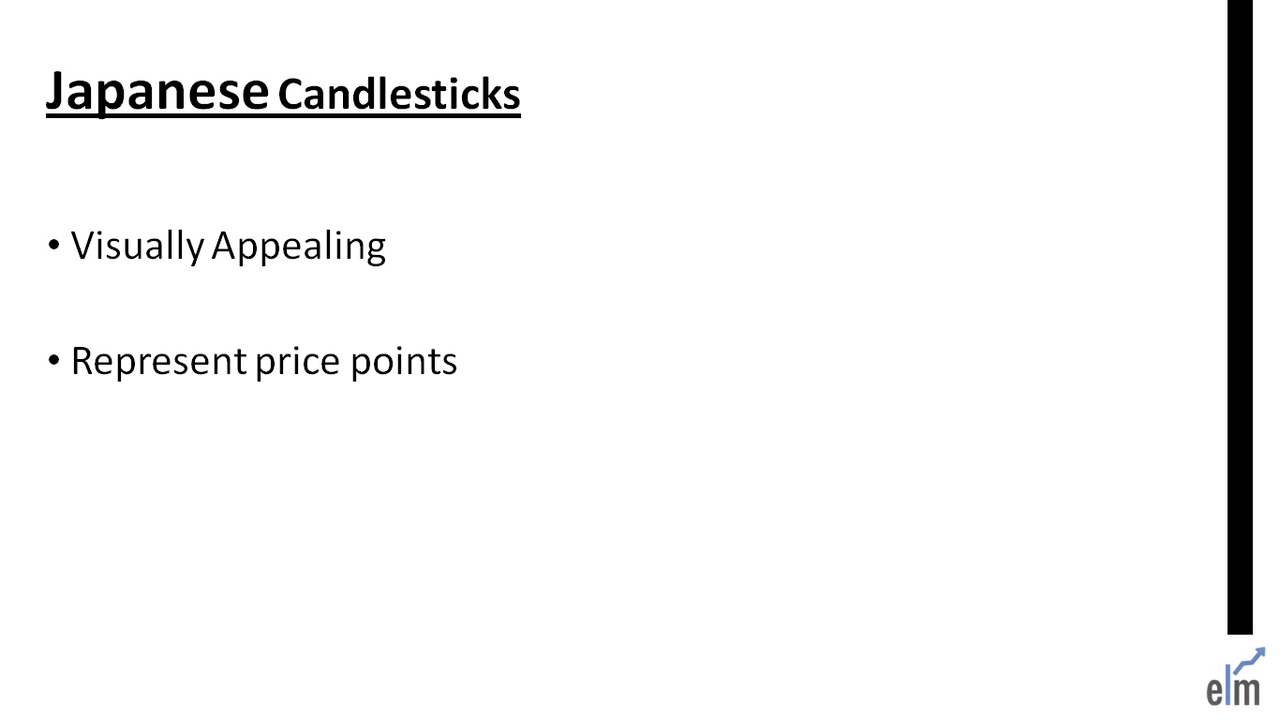 Japanese Candlesticks
• Visually Appealing
• Represent price points
elm